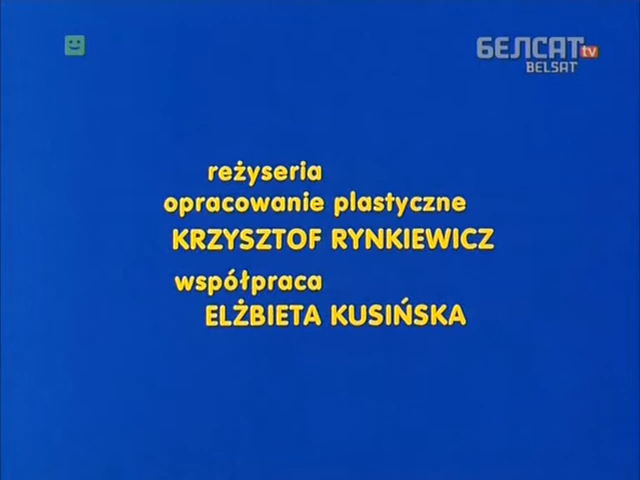 БЕЛСАТ tv
BELSAT
reżyseria
opracowanie plastyczne
KRZYSZTOF RYNKIEWICZ
współpraca
ELŻBIETA KUSIŃSKA